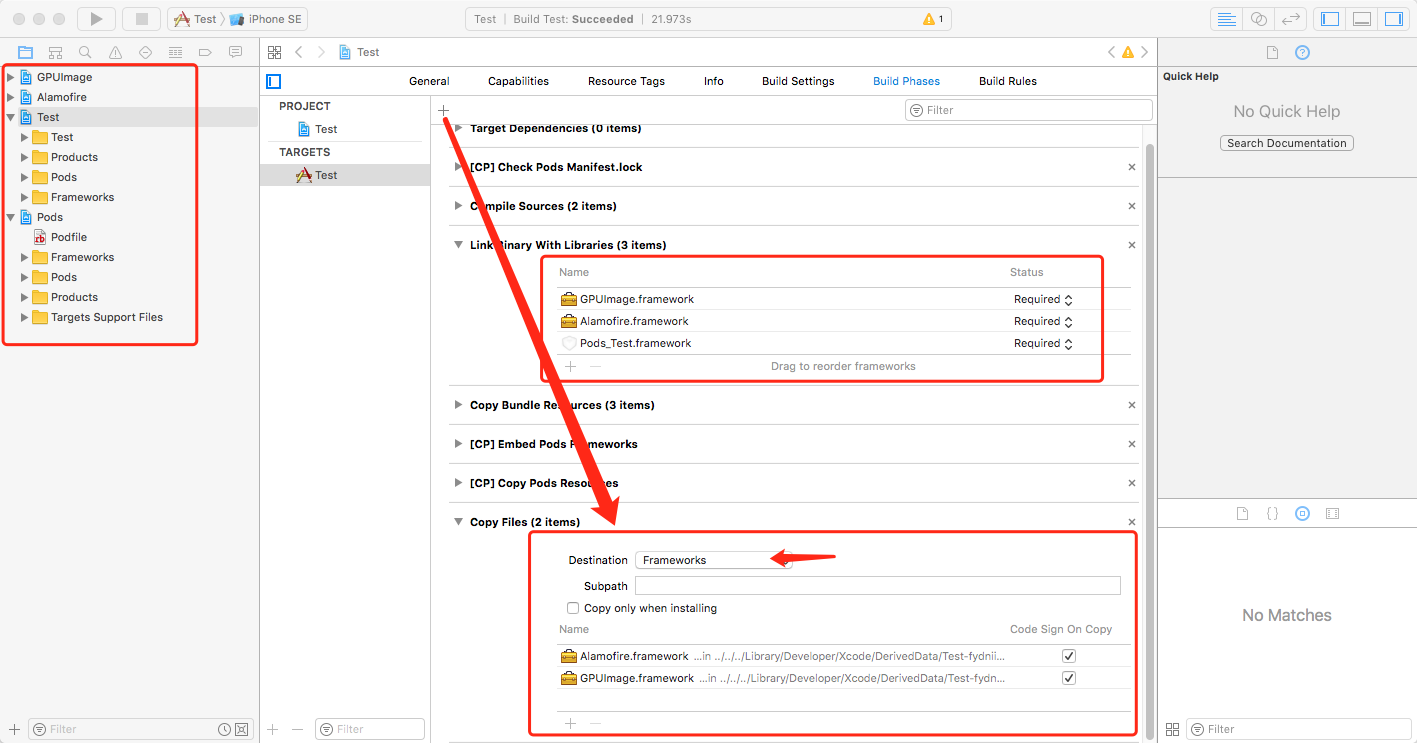 Test iPhone SE
Test | Build Test: Succeeded | 21.973s
1
Test
GPUImage
Alamofire
Test
Test
Products
Pods
Frameworks
Pods
Podfile
Frameworks
Pods
Products
Targets Support Files
Filter
General Capabilities Resource Tags Info Build Settings Build Phases Build Rules
PROJECT
Test
TARGETS
Test
Filter
Filter
Target Dependencies (0 items)
[CP] Check Pods Manifest.lock
Compile Sources (2 items)
Link Binary With Libraries (3 items)
Name Status
GPUImage.framework Required
Alamofire.framework Required
Pods_Test.framework Required
Drag to reorder frameworks
Copy Bundle Resources (3 items)
[CP] Embed Pods Frameworks
[CP] Copy Pods Resources
Copy Files (2 items)
Destination Frameworks
Subpath
Copy only when installing
Name Code Sign On Copy
Alamofire.framework ...in ../../../Library/Developer/Xcode/DerivedData/Test-fydnii...
GPUImage.framework ...in ../../../Library/Developer/Xcode/DerivedData/Test-fydn...
Quick Help
No Quick Help
Search Documentation
No Matches
Filter